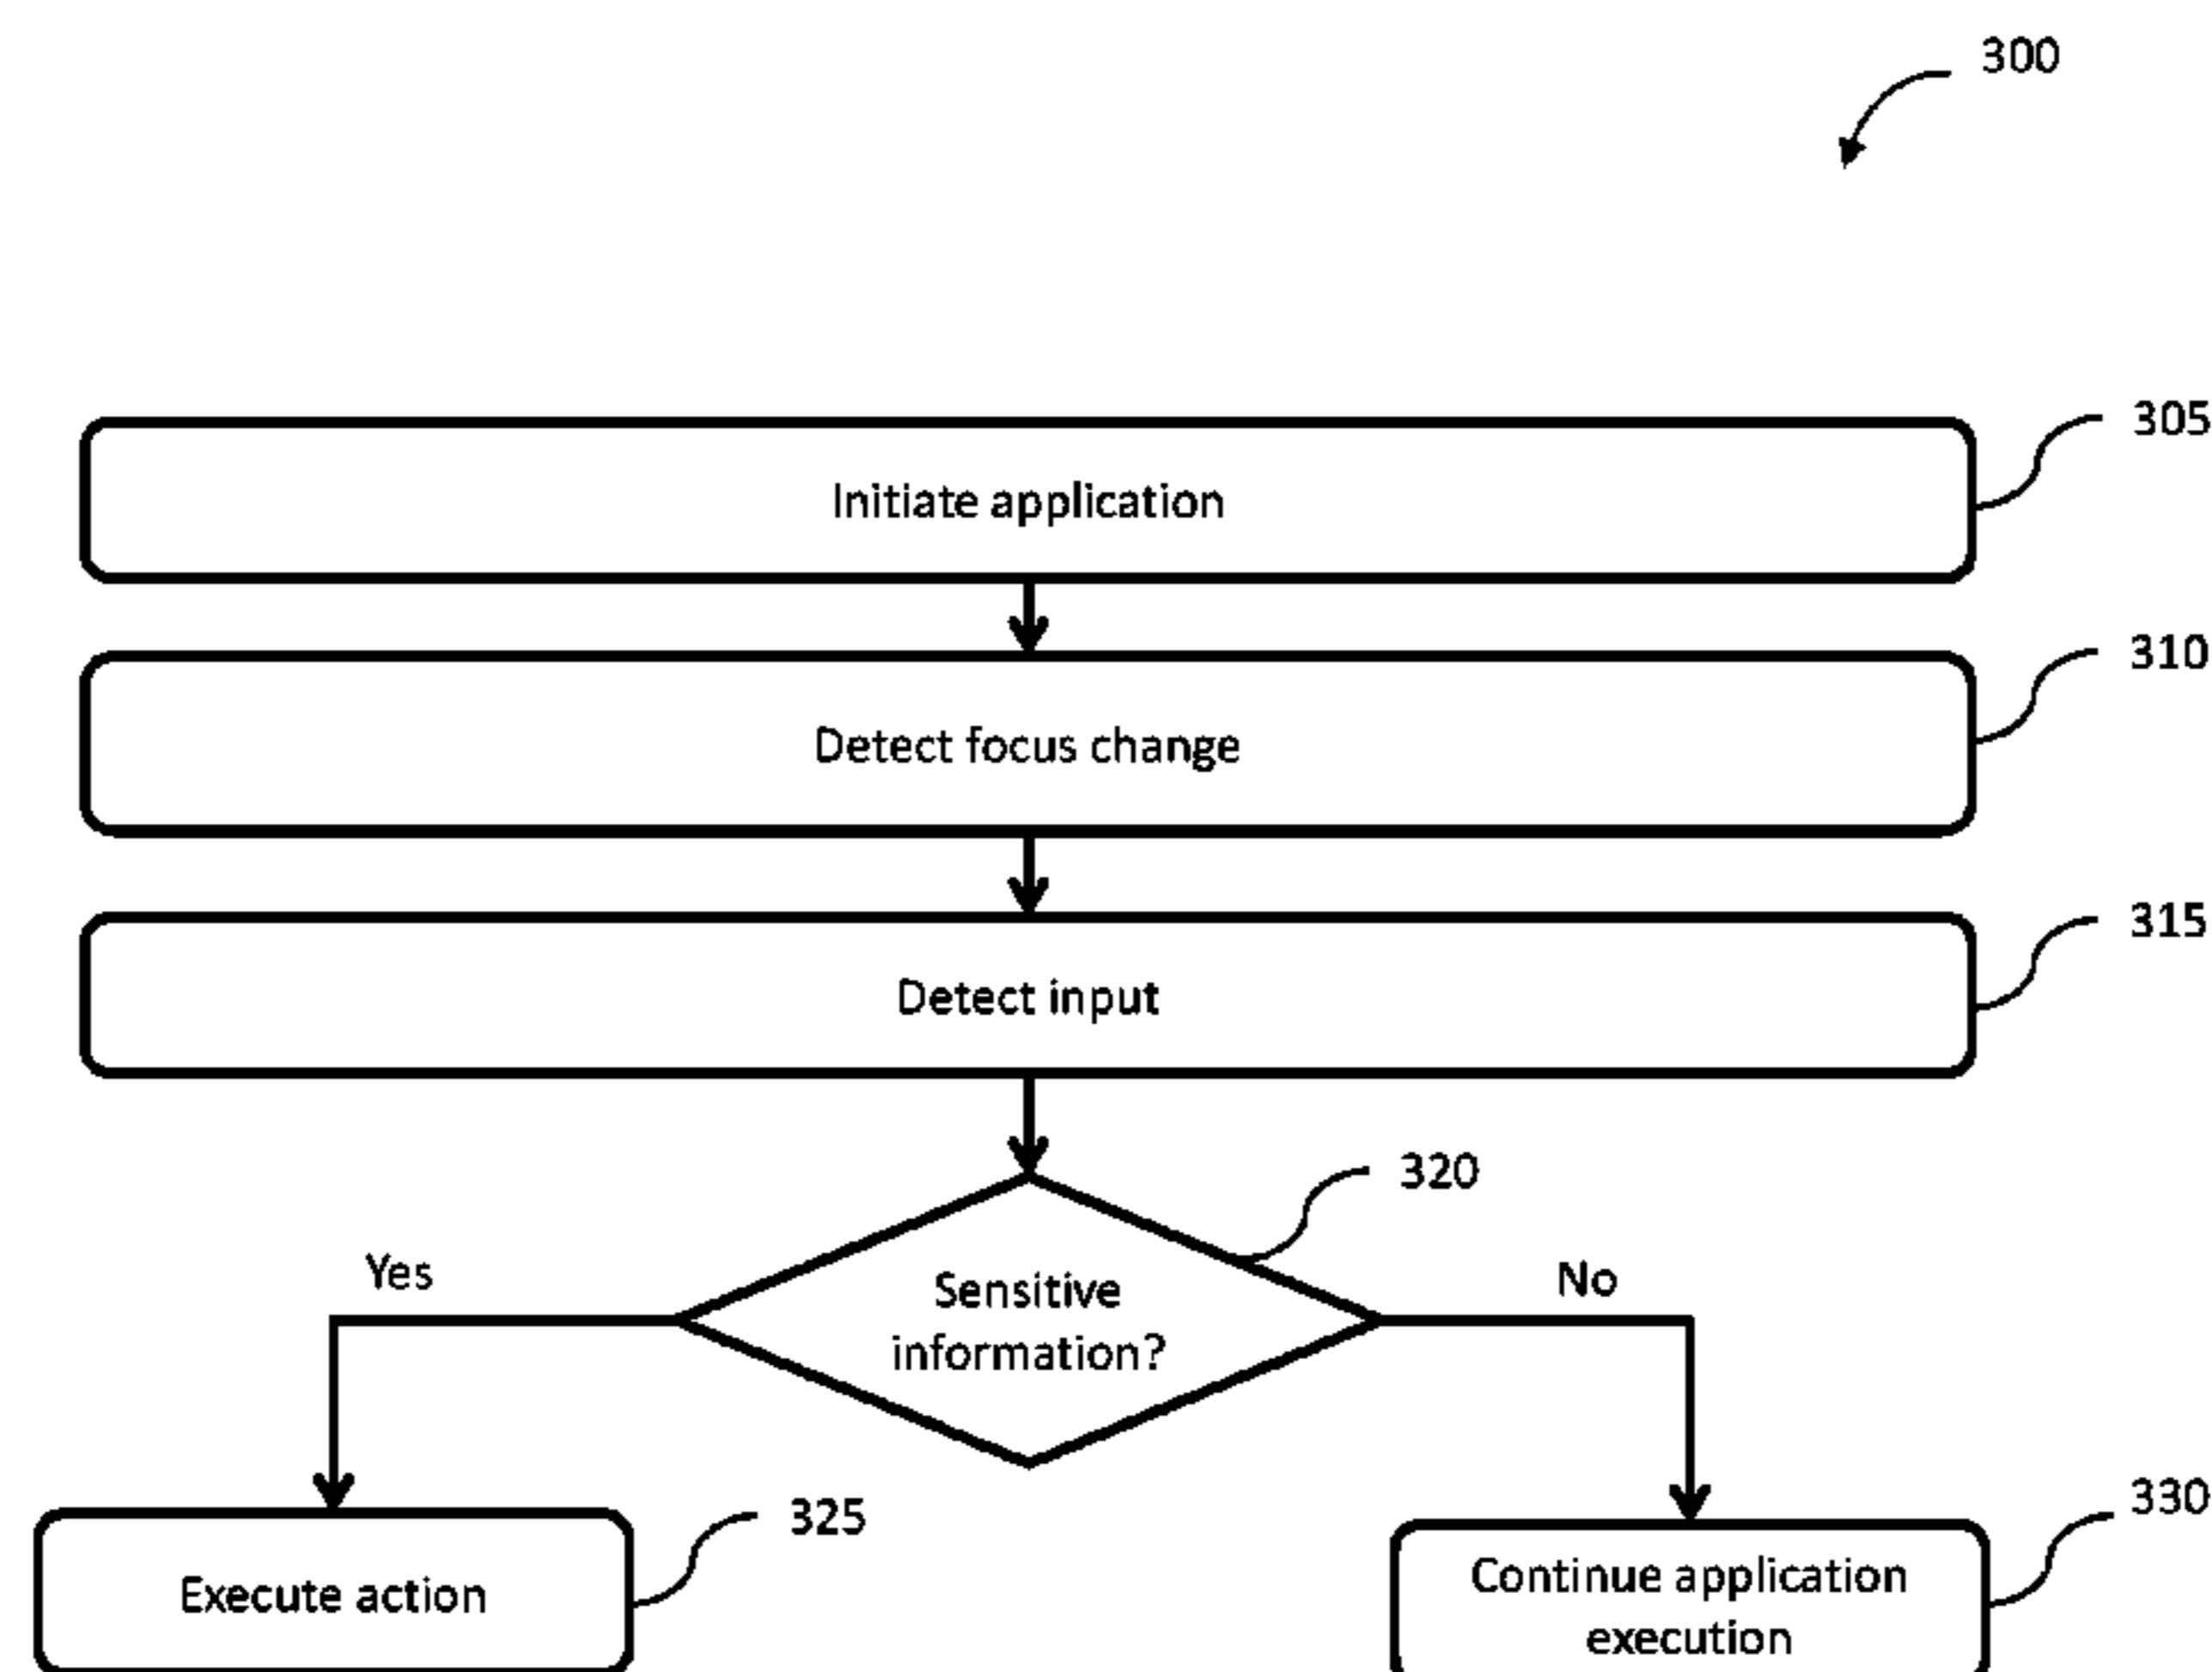 300
Initiate application
305
Detect focus change
310
Detect input
315
320
Yes
Sensitive
information?
No
Execute action
325
Continue application
execution
330